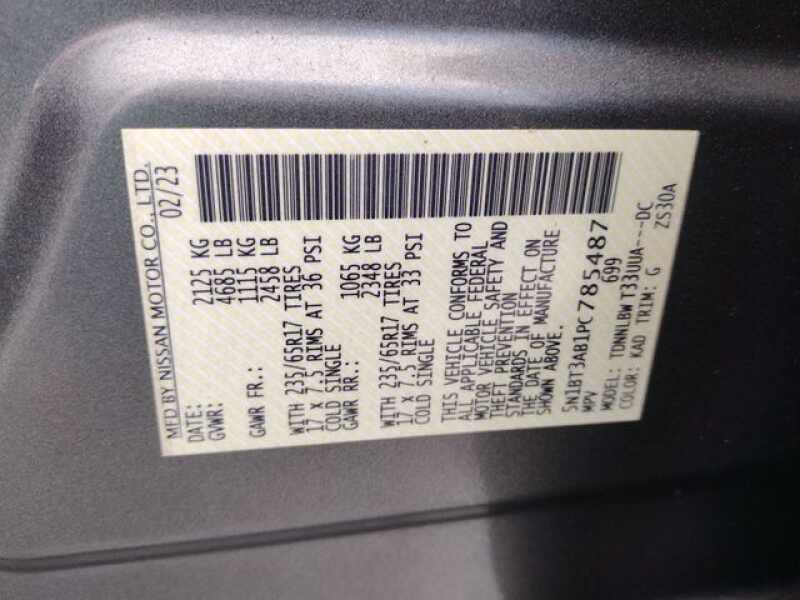 MFD BY NISSAN MOTOR CO., LTD.
DATE: 02/23
GVWR: 2125 KG
4685 LB
GAWR FR.: 1115 KG
2458 LB
WITH 235/65R17 TIRES
17 X 7.5 RIMS AT 36 PSI
COLD SINGLE
GAWR RR.: 1065 KG
2348 LB
WITH 235/65R17 TIRES
17 X 7.5 RIMS AT 33 PSI
COLD SINGLE
THIS VEHICLE CONFORMS TO
ALL APPLICABLE FEDERAL
MOTOR VEHICLE SAFETY AND
THEFT PREVENTION
STANDARDS IN EFFECT ON
THE DATE OF MANUFACTURE
SHOWN ABOVE.
5N1BT3AB1PC785487
MPV 699
MODEL: TDNNLBW T33UUA---DC
COLOR: KAD TRIM: G ZS30A